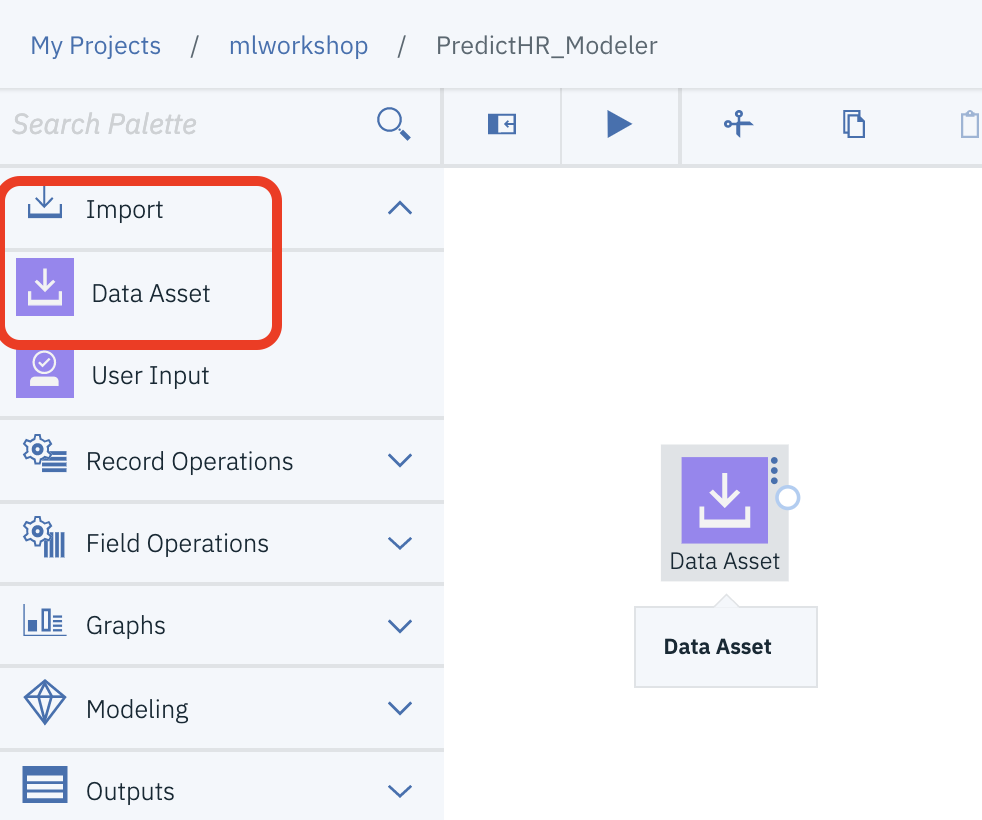 My Projects / mlworkshop / PredictHR_Modeler
Search Palette
Import
Data Asset
User Input
Record Operations
Field Operations
Graphs
Modeling
Outputs
Data Asset
Data Asset